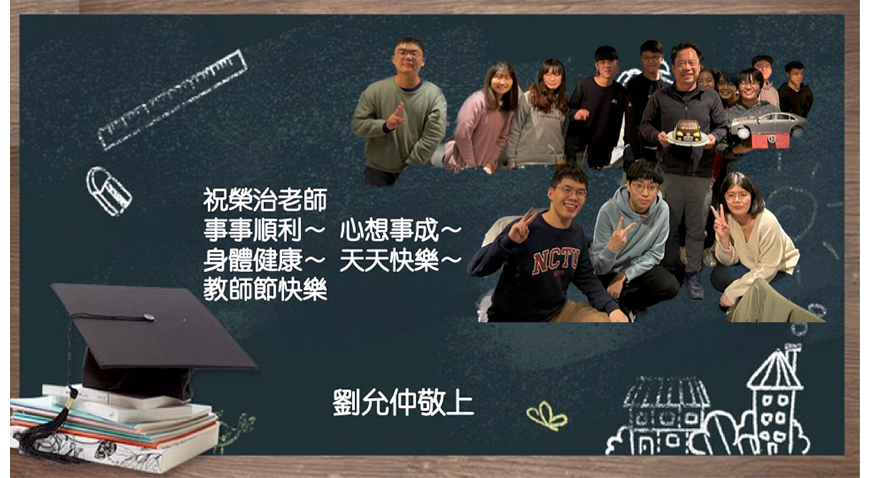 祝榮治老師
事事順利～ 心想事成～
身體健康～ 天天快樂～
教師節快樂
劉允仲敬上
NCTU